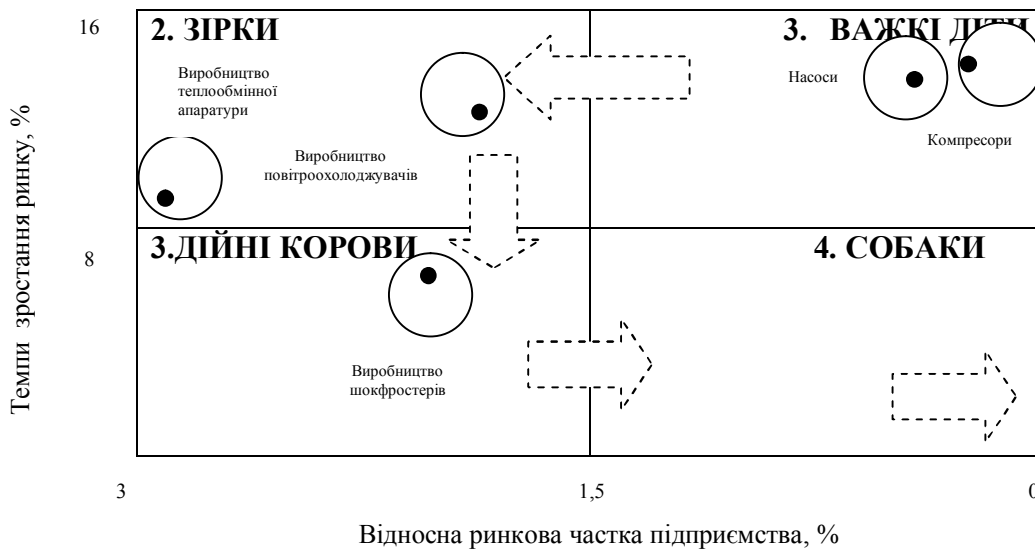 16
2. ЗІРКИ
3. ВАЖКІ ДІТИ
Виробництво
теплообмінної
апаратури
Насоси
Компресори
Виробництво
повітроохолоджувачів
Темпи зростання ринку, %
8
3.ДІЙНІ КОРОВИ
4. СОБАКИ
Виробництво
шокфростерів
3
1,5
0
Відносна ринкова частка підприємства, %